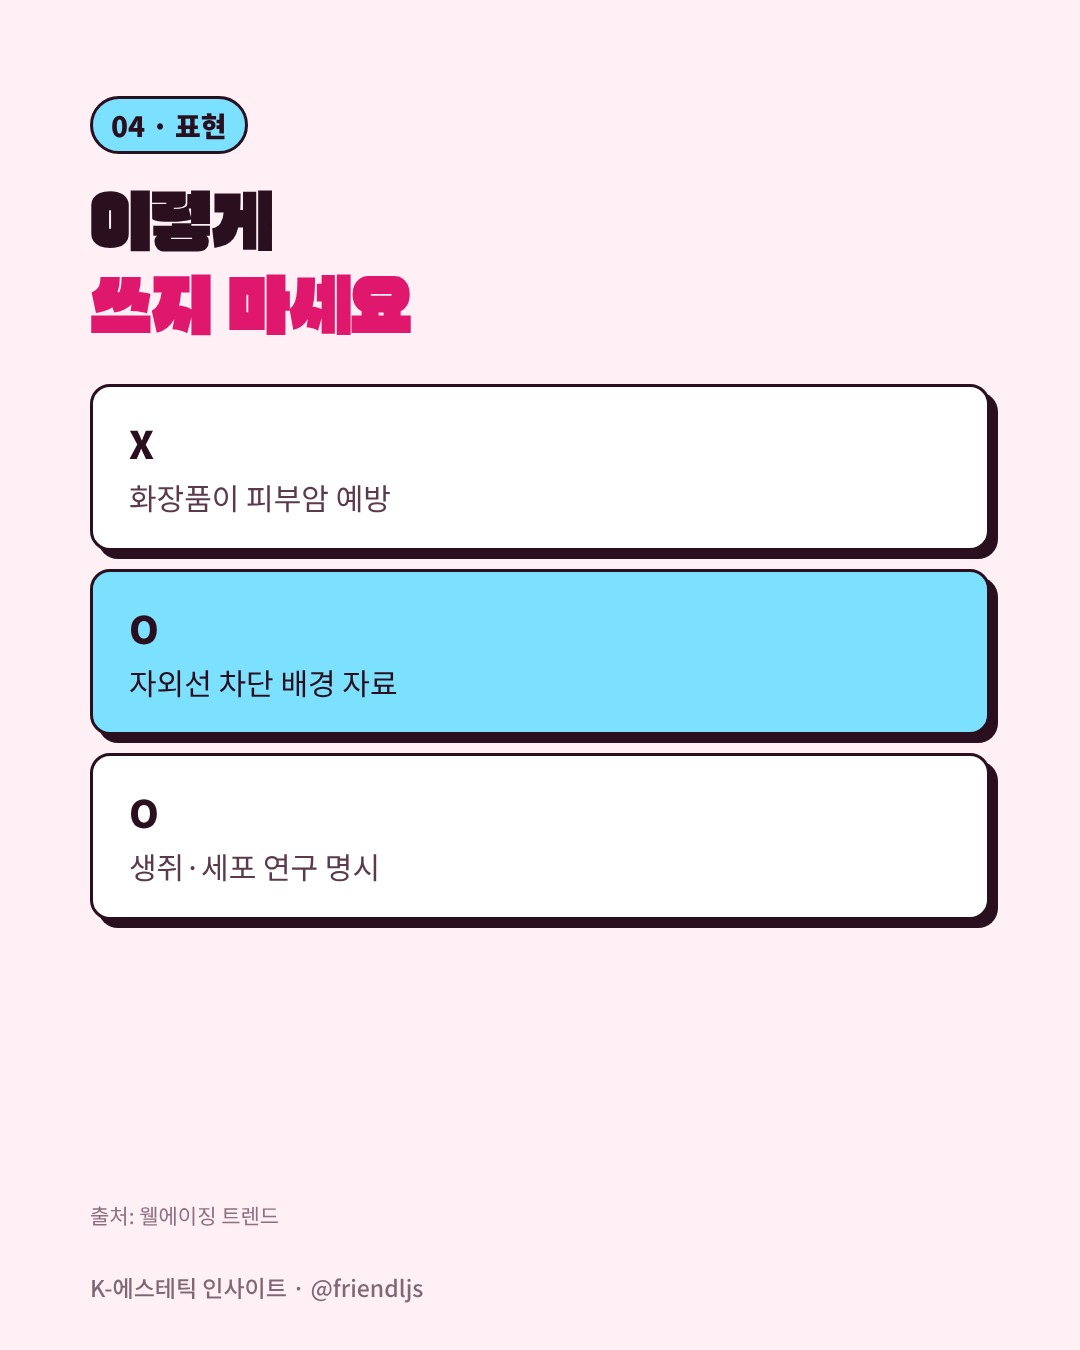 04 · 표현
이렇게
쓰지 마세요
X
화장품이 피부암 예방
O
자외선 차단 배경 자료
O
생쥐·세포 연구 명시
출처: 웰에이징 트렌드
K-에스테틱 인사이트 · @friendljs